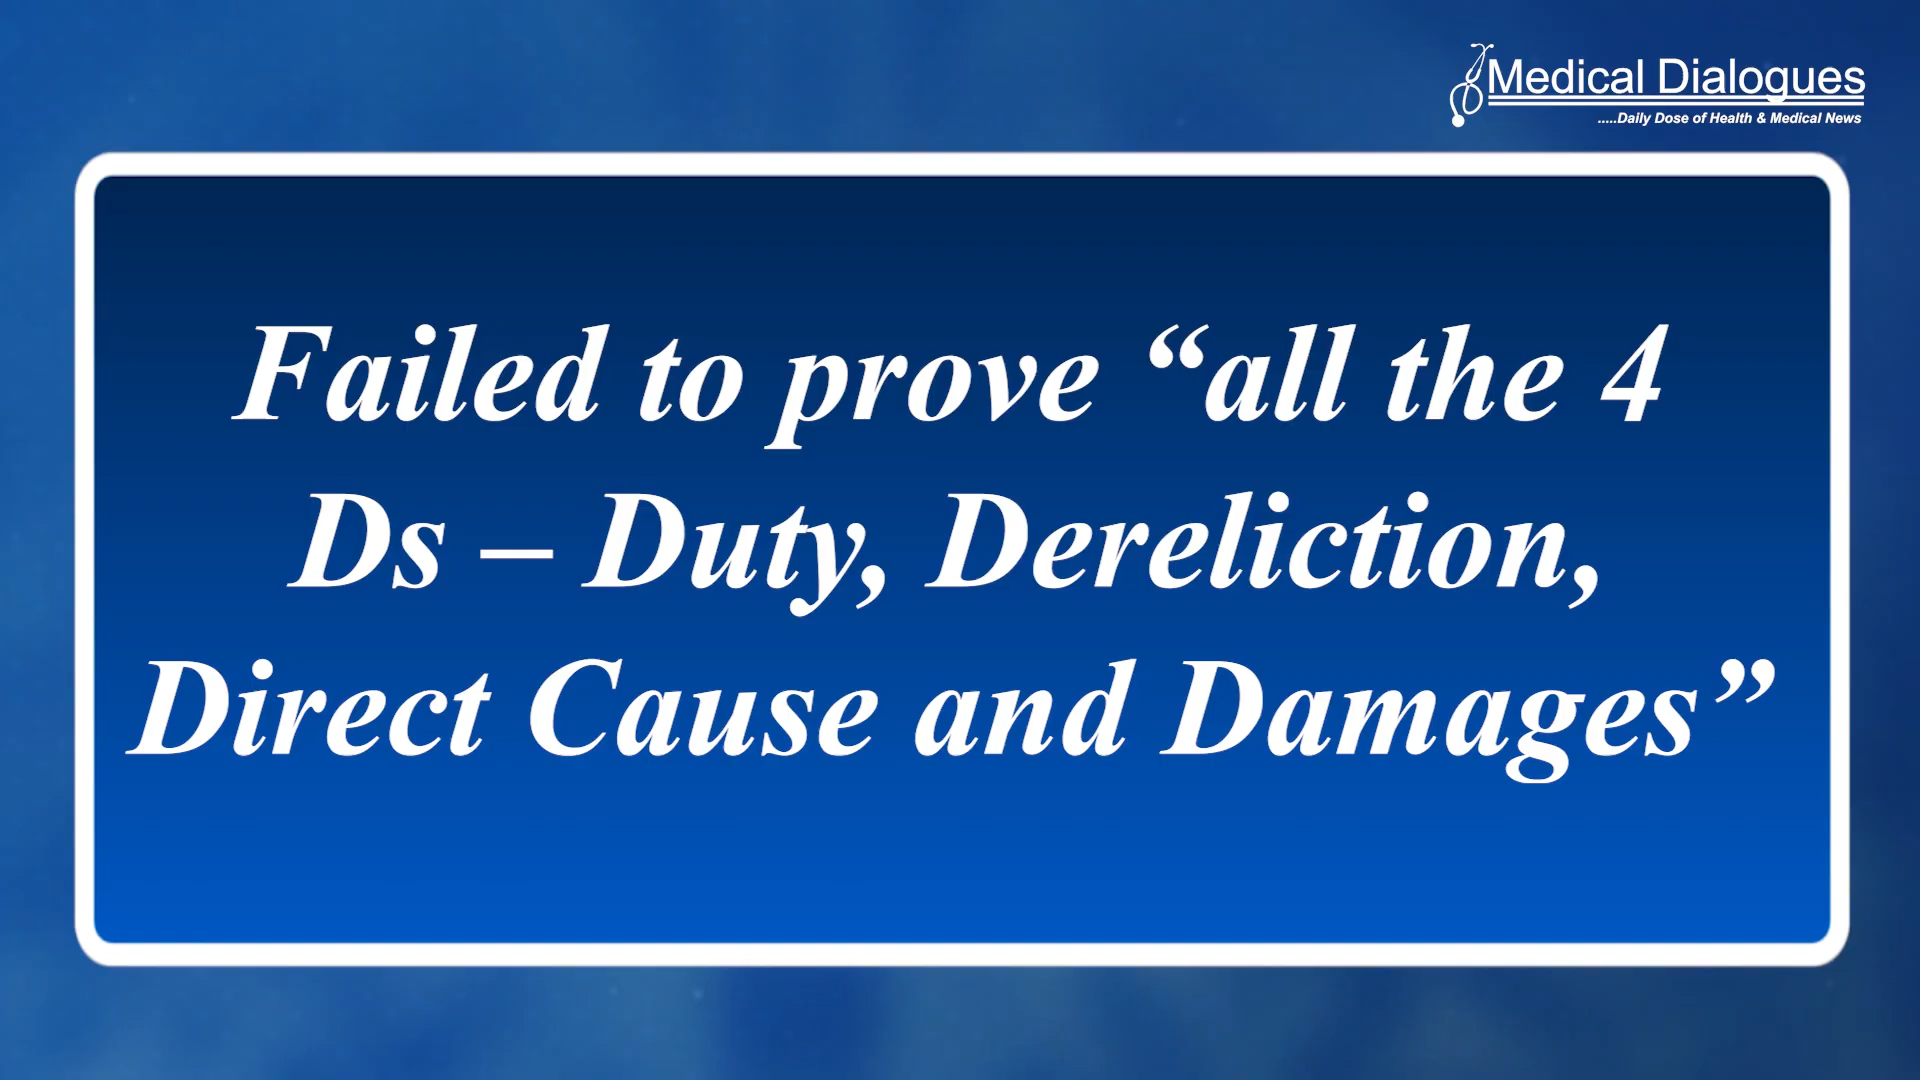 Medical Dialogues
.....Daily Dose of Health & Medical News
Failed to prove “all the 4
Ds – Duty, Dereliction,
Direct Cause and Damages”